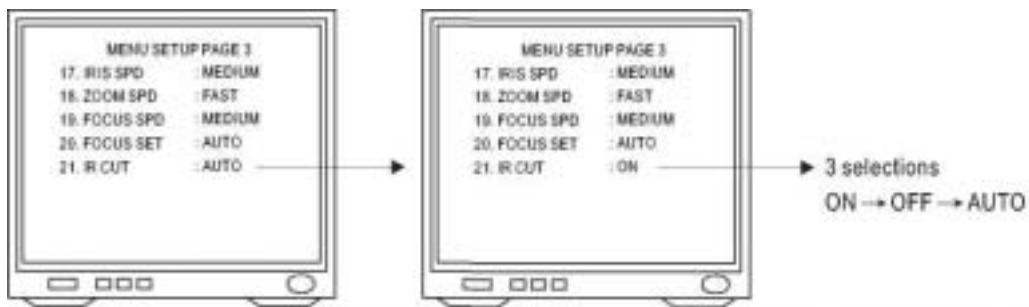 MENU SETUP PAGE 3
17. IRIS SPD : MEDIUM
18. ZOOM SPD : FAST
19. FOCUS SPD : MEDIUM
20. FOCUS SET : AUTO
21. IR CUT : AUTO
MENU SETUP PAGE 3
17. IRIS SPD : MEDIUM
18. ZOOM SPD : FAST
19. FOCUS SPD : MEDIUM
20. FOCUS SET : AUTO
21. IR CUT : ON
3 selections
ON → OFF → AUTO